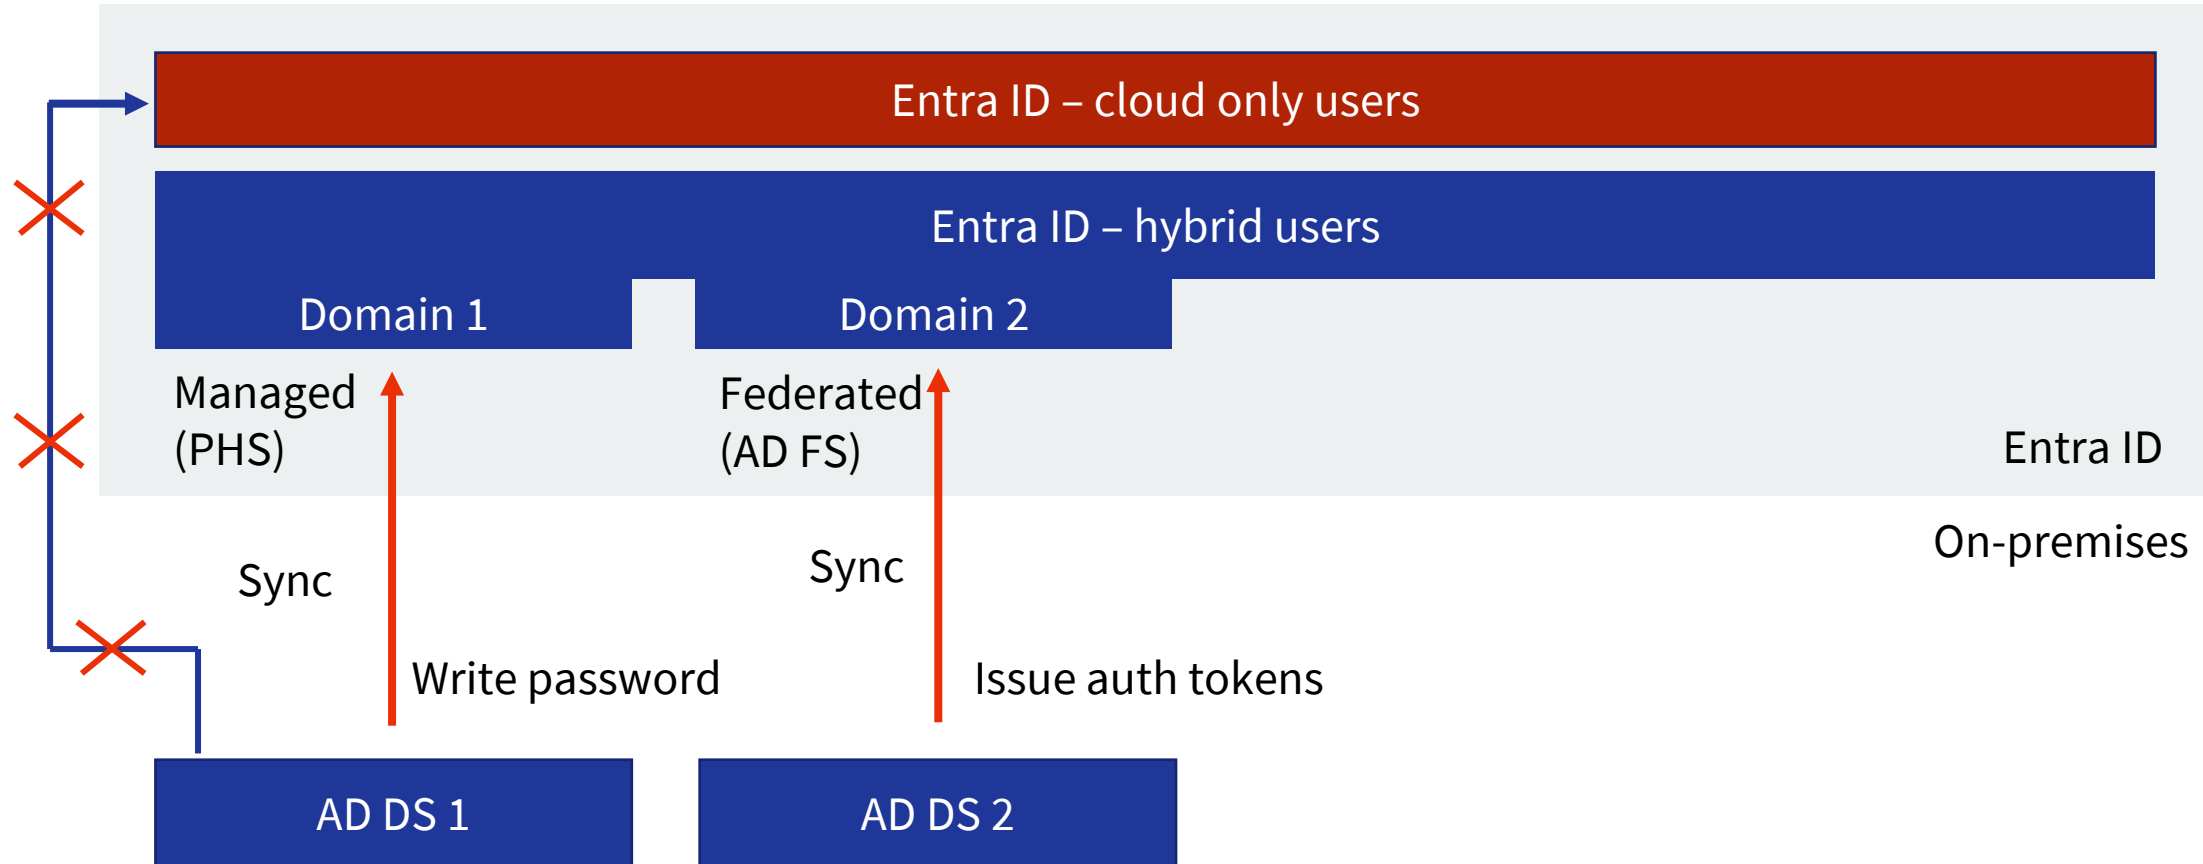 Entra ID – cloud only users
Entra ID – hybrid users
Domain 1
Domain 2
Managed
(PHS)
Federated
(AD FS)
Entra ID
On-premises
Sync
Sync
Write password
Issue auth tokens
AD DS 1
AD DS 2